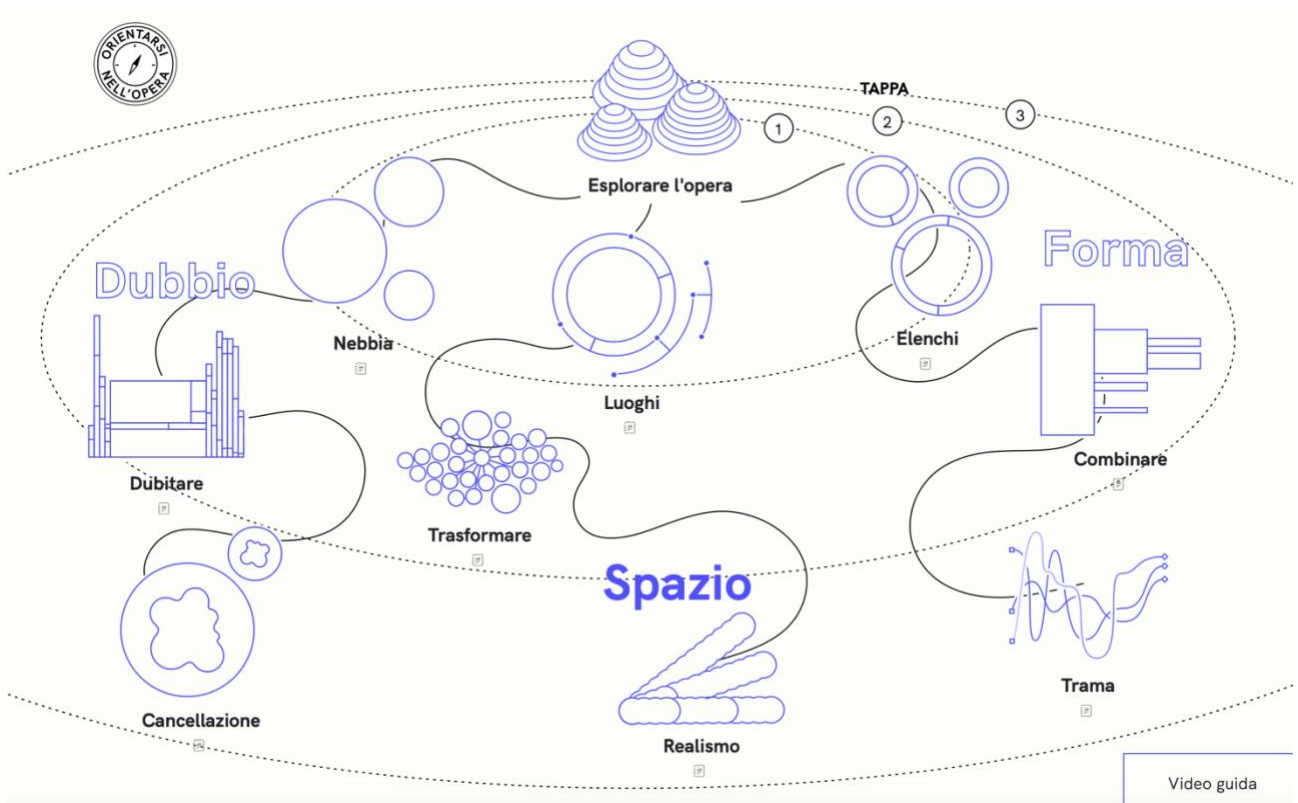 ORIENTARSI
NELL'OPERA
TAPPA
1
2
3
Esplorare l'opera
Dubbio
Forma
Nebbia
Elenchi
Luoghi
Combinare
Dubitare
Trasformare
Spazio
Trama
Cancellazione
Realismo
Video guida